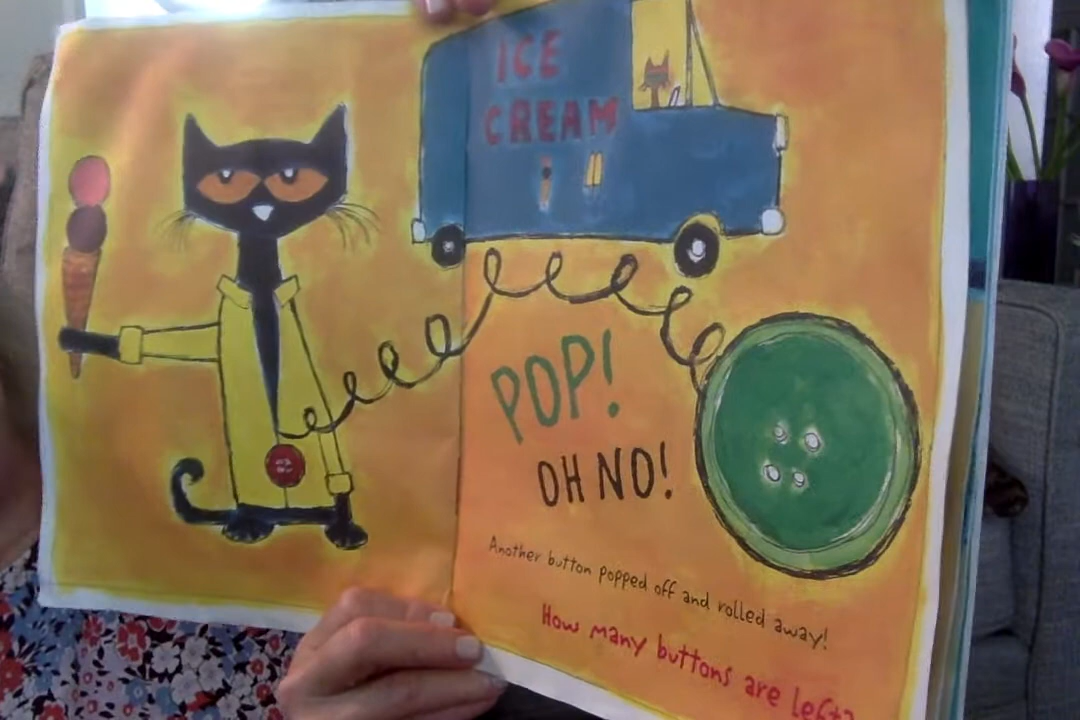 ICE
CREAM
POP!
OH NO!
Another button popped off and rolled away!
How many buttons are left?